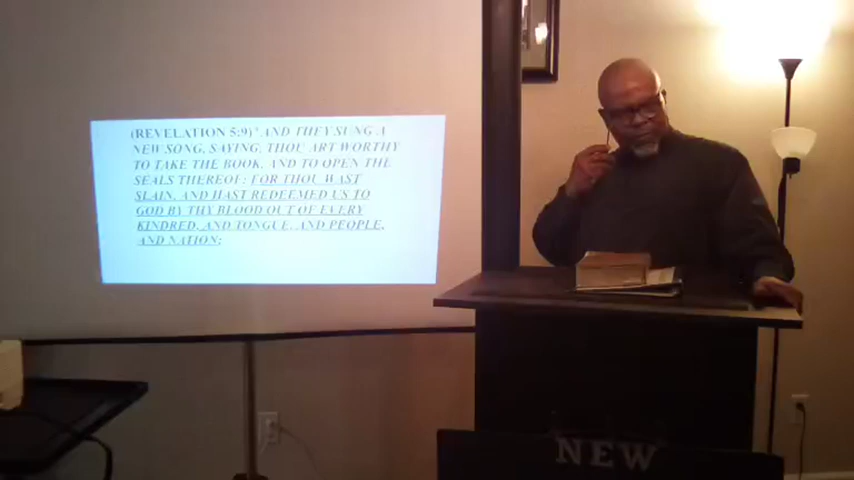 (REVELATION 5:9) AND THEY SUNG A
NEW SONG, SAYING, THOU ART WORTHY
TO TAKE THE BOOK, AND TO OPEN THE
SEALS THEREOF: FOR THOU WAST
SLAIN, AND HAST REDEEMED US TO
GOD BY THY BLOOD OUT OF EVERY
KINDRED, AND TONGUE, AND PEOPLE,
AND NATION;
NEW